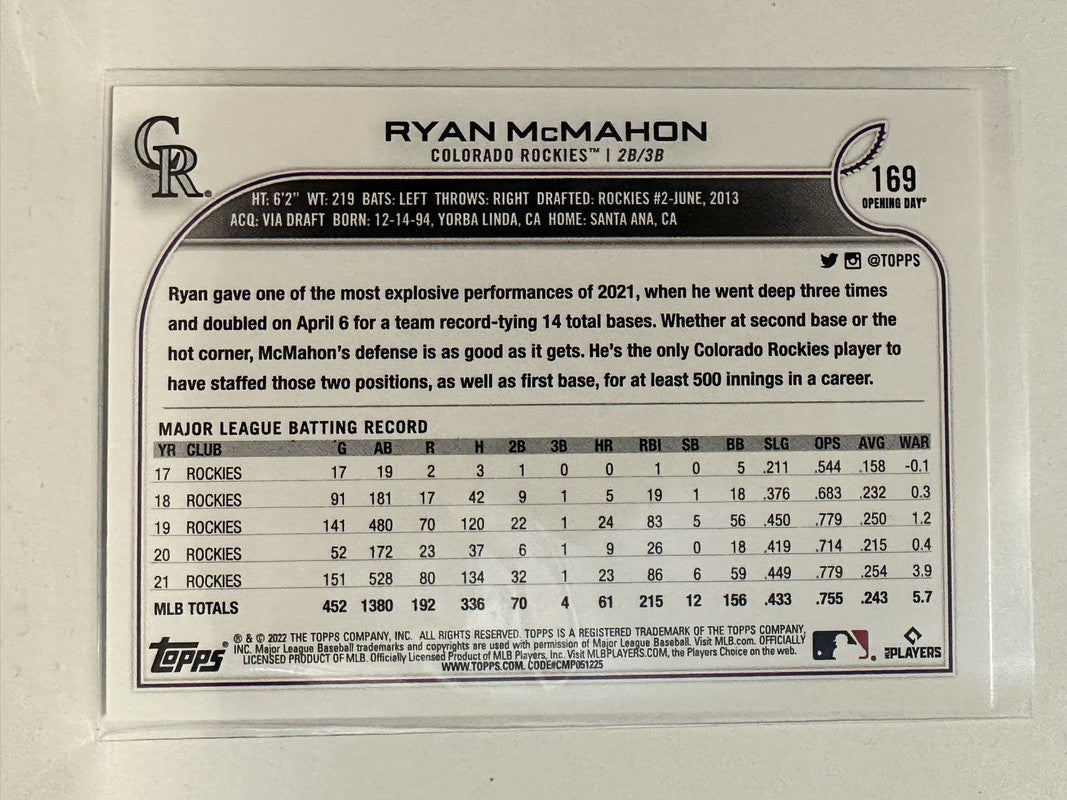 CR®
RYAN McMAHON
COLORADO ROCKIES™ | 2B/3B
169
OPENING DAY®
HT: 6'2" WT: 219 BATS: LEFT THROWS: RIGHT DRAFTED: ROCKIES #2-JUNE, 2013
ACQ: VIA DRAFT BORN: 12-14-94, YORBA LINDA, CA HOME: SANTA ANA, CA
@TOPPS
Ryan gave one of the most explosive performances of 2021, when he went deep three times
and doubled on April 6 for a team record-tying 14 total bases. Whether at second base or the
hot corner, McMahon's defense is as good as it gets. He's the only Colorado Rockies player to
have staffed those two positions, as well as first base, for at least 500 innings in a career.
MAJOR LEAGUE BATTING RECORD
YR CLUB G AB R H 2B 3B HR RBI SB BB SLG OPS AVG WAR
17 ROCKIES 17 19 2 3 1 0 0 1 0 5 .211 .544 .158 -0.1
18 ROCKIES 91 181 17 42 9 1 5 19 1 18 .376 .683 .232 0.3
19 ROCKIES 141 480 70 120 22 1 24 83 5 56 .450 .779 .250 1.2
20 ROCKIES 52 172 23 37 6 1 9 26 0 18 .419 .714 .215 0.4
21 ROCKIES 151 528 80 134 32 1 23 86 6 59 .449 .779 .254 3.9
MLB TOTALS 452 1380 192 336 70 4 61 215 12 156 .433 .755 .243 5.7
Topps®
® & © 2022 THE TOPPS COMPANY, INC. ALL RIGHTS RESERVED. TOPPS IS A REGISTERED TRADEMARK OF THE TOPPS COMPANY,
INC. Major League Baseball trademarks and copyrights are used with permission of Major League Baseball. Visit MLB.com. OFFICIALLY
LICENSED PRODUCT OF MLB. Officially Licensed Product of MLB Players, Inc. Visit MLBPLAYERS.COM, the Players Choice on the web.
WWW.TOPPS.COM. CODE#CMP051225
MLB PLAYERS